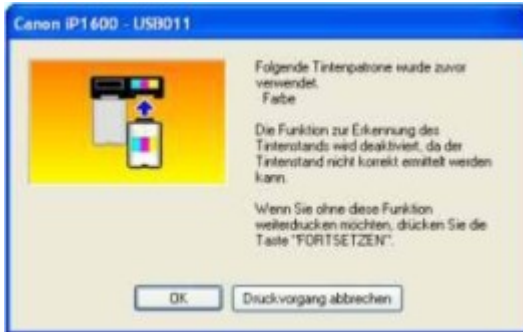 Canon iP1600 - USB011
Folgende Tintenpatrone wurde zuvor
verwendet.
Farbe
Die Funktion zur Erkennung des
Tintenstands wird deaktiviert, da der
Tintenstand nicht korrekt ermittelt werden
kann.
Wenn Sie ohne diese Funktion
weiterdrucken möchten, drücken Sie die
Taste "FORTSETZEN".
OK
Druckvorgang abbrechen